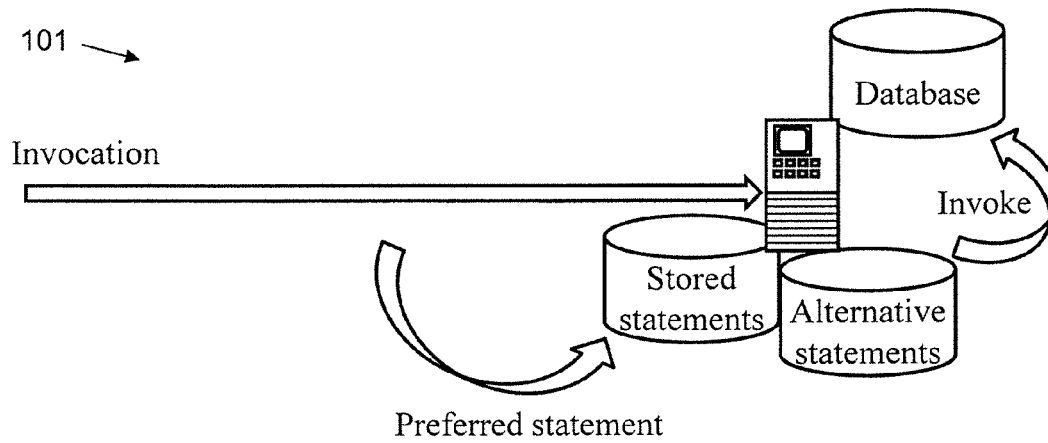 101
Database
Invocation
Invoke
Stored
statements
Alternative
statements
Preferred statement